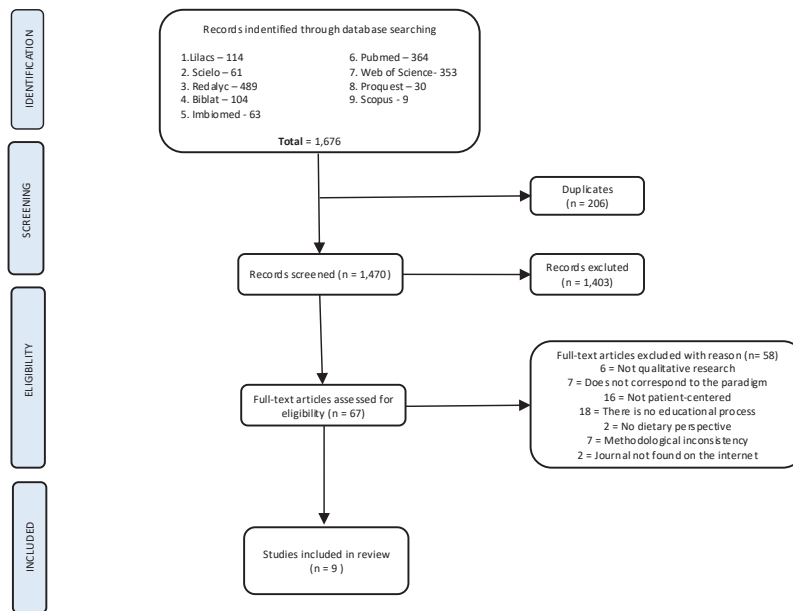 IDENTIFICATION
Records indentified through database searching
1.Lilacs – 114
2. Scielo – 61
3. Redalyc – 489
4. Biblat – 104
5. Imbiomed - 63
6. Pubmed – 364
7. Web of Science- 353
8. Proquest – 30
9. Scopus - 9
Total = 1,676
SCREENING
Duplicates
(n = 206)
Records screened (n = 1,470 )
Records excluded
(n = 1,403)
ELIGIBILITY
Full-text articles assessed for
eligibility (n = 67)
Full-text articles excluded with reason (n= 58)
6 = Not qualitative research
7 = Does not correspond to the paradigm
16 = Not patient-centered
18 = There is no educational process
2 = No dietary perspective
7 = Methodological inconsistency
2 = Journal not found on the internet
INCLUDED
Studies included in review
(n = 9 )